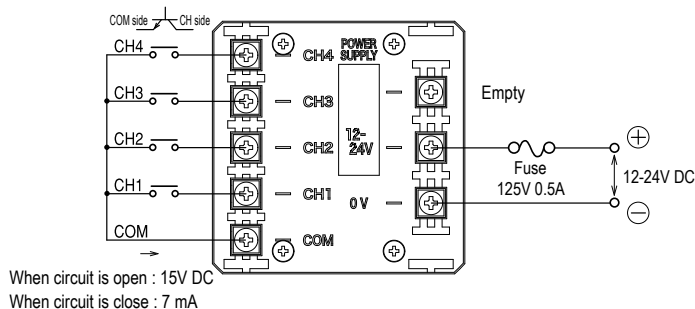 COM side CH side
CH4
CH3
CH2
CH1
COM
CH4
CH3
CH2
CH1
COM
POWER
SUPPLY
12-
24V
0 V
Empty
Fuse
125V 0.5A
+
12-24V DC
−
When circuit is open : 15V DC
When circuit is close : 7 mA